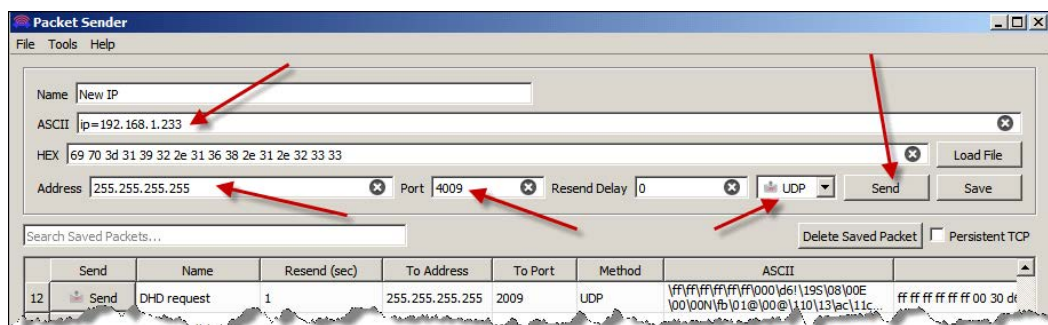 Packet Sender
File Tools Help
Name New IP
ASCII ip=192.168.1.233
HEX 69 70 3d 31 39 32 2e 31 36 38 2e 31 2e 32 33 33 Load File
Address 255.255.255.255 Port 4009 Resend Delay 0 UDP Send Save
Search Saved Packets... Delete Saved Packet Persistent TCP
Send Name Resend (sec) To Address To Port Method ASCII
12 Send DHD request 1 255.255.255.255 2009 UDP \ff\ff\ff\ff\ff\ff\000\d6!\19S\08\00E ff ff ff ff ff ff 00 30 d6
\00\00N\fb\01@\00@\110\13\ac\11c...